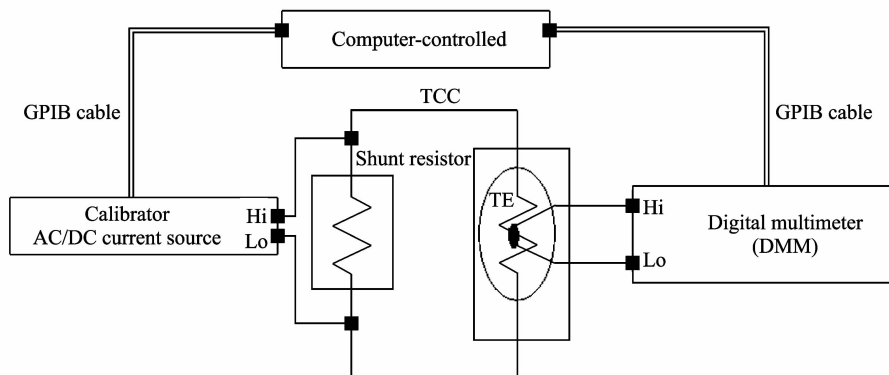 Computer-controlled
TCC
GPIB cable
GPIB cable
Shunt resistor
Calibrator
AC/DC current source
Hi
Lo
TE
Hi
Lo
Digital multimeter
(DMM)